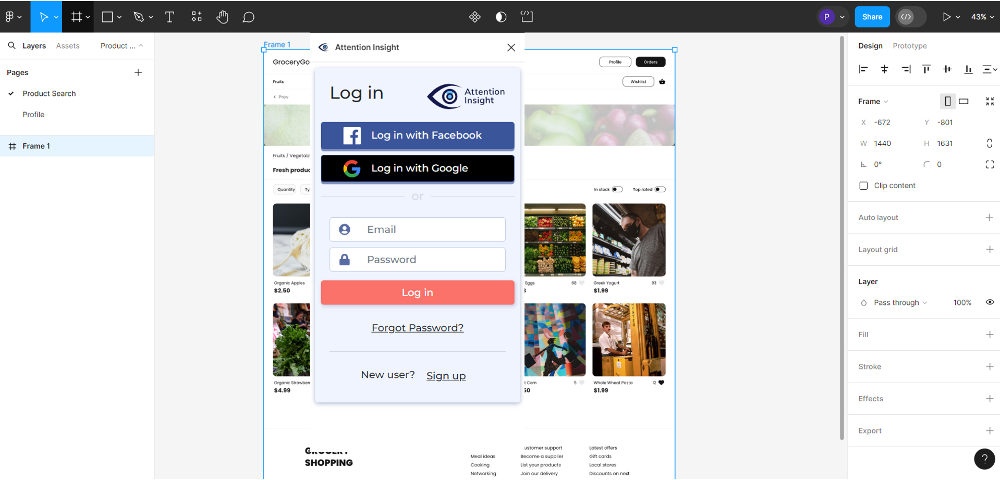 P
Share
43%
Layers
Assets
Product ...
Pages
Product Search
Profile
Frame 1
Frame 1
GroceryGo
Profile
Orders
Fruits
Wishlist
Prev
Fruits / Vegetabl
Fresh produc
Quantity
Ty
In stock
Top rated
Organic Apples
$2.50
Eggs
68
Greek Yogurt
93
$1.99
Organic Strawberr
$4.99
t Corn
5
50
Whole Wheat Pasta
12
$1.99
GROCERY
SHOPPING
Meal ideas
Cooking
Networking
ustomer support
Become a supplier
List your products
Join our delivery
Latest offers
Gift cards
Local stores
Discounts on next
Attention Insight
Log in
Attention
Insight
Log in with Facebook
Log in with Google
or
Email
Password
Log in
Forgot Password?
New user?
Sign up
Design
Prototype
Frame
X -672
Y -801
W 1440
H 1631
0°
0
Clip content
Auto layout
Layout grid
Layer
Pass through
100%
Fill
Stroke
Effects
Export
?